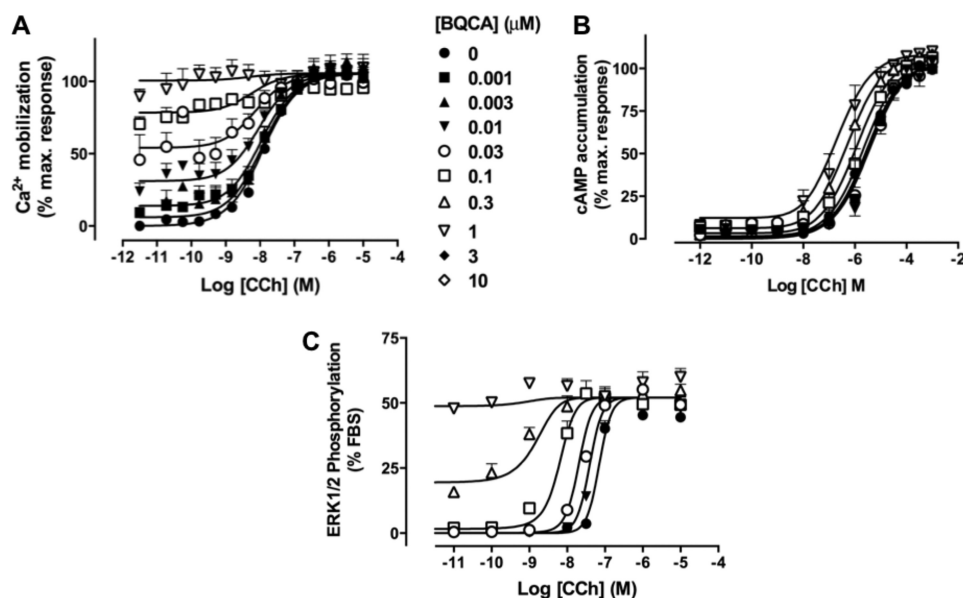 A
Ca2+ mobilization
(% max. response)
100
50
0
-12 -11 -10 -9 -8 -7 -6 -5 -4
Log [CCh] (M)
[BQCA] (μM)
0
0.001
0.003
0.01
0.03
0.1
0.3
1
3
10
B
cAMP accumulation
(% max. response)
100
75
50
25
0
-12 -10 -8 -6 -4 -2
Log [CCh] M
C
ERK1/2 Phosphorylation
(% FBS)
75
50
25
0
-11 -10 -9 -8 -7 -6 -5 -4
Log [CCh] (M)